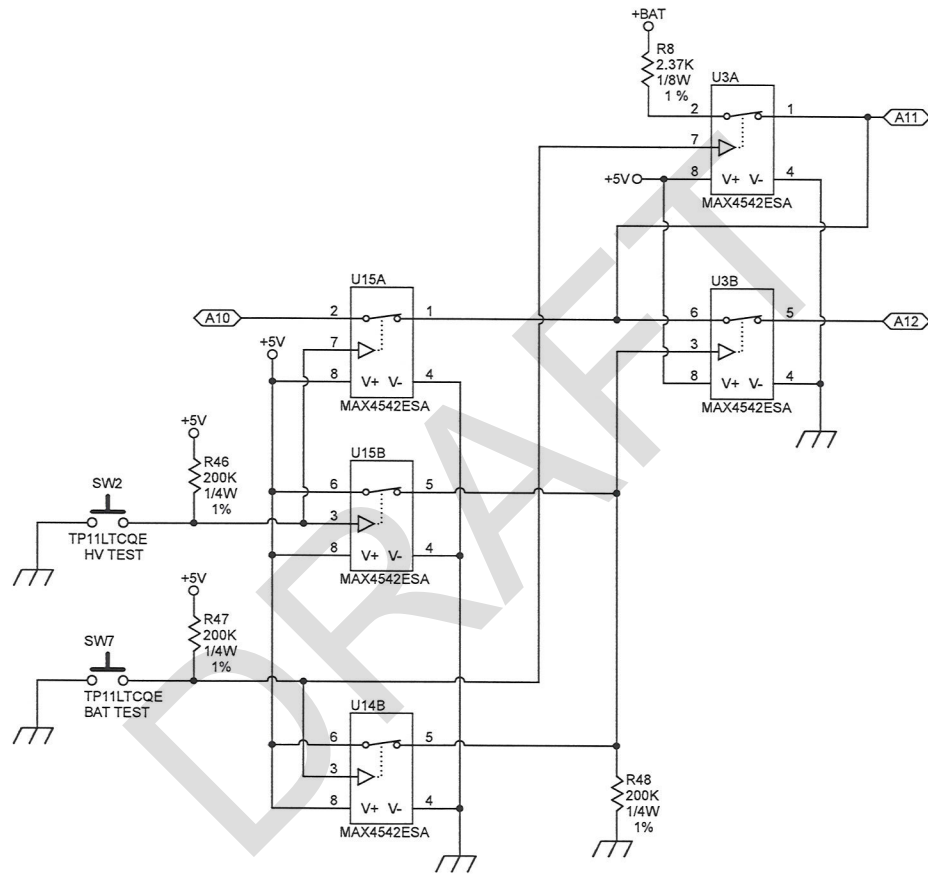 +BAT
R8
2.37K
1/8W
1 %
U3A
2
1
A11
7
+5V
8
V+ V-
4
MAX4542ESA
U15A
U3B
A10
2
1
6
5
A12
+5V
7
3
8
V+ V-
4
8
V+ V-
4
MAX4542ESA
MAX4542ESA
+5V
R46
200K
1/4W
1%
U15B
6
5
SW2
3
TP11LTCQE
HV TEST
8
V+ V-
4
MAX4542ESA
+5V
R47
200K
1/4W
1%
SW7
TP11LTCQE
BAT TEST
U14B
6
5
3
R48
200K
1/4W
1%
8
V+ V-
4
MAX4542ESA
DRAFT